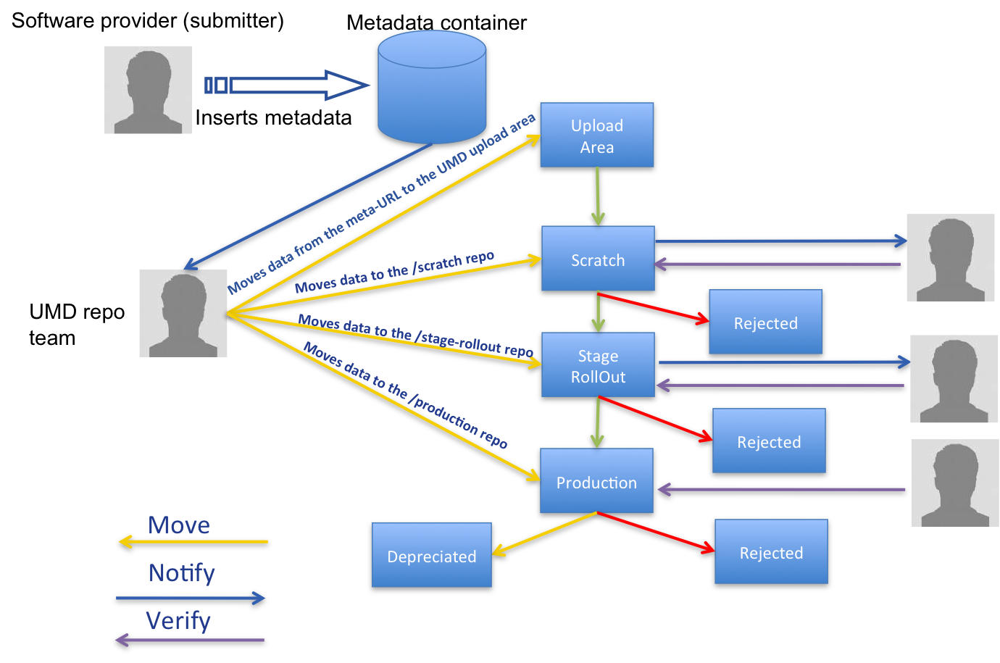 Software provider (submitter)
Metadata container
Inserts metadata
Upload
Area
Moves data from the meta-URL to the UMD upload area
Scratch
Moves data to the /scratch repo
UMD repo
team
Rejected
Moves data to the /stage-rollout repo
Stage
RollOut
Moves data to the /production repo
Rejected
Production
Move
Depreciated
Rejected
Notify
Verify